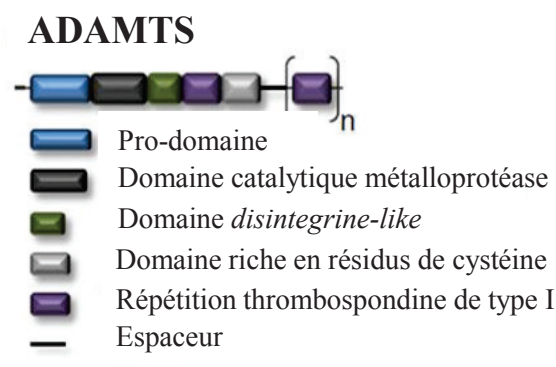 ADAMTS
n
Pro-domaine
Domaine catalytique métalloprotéase
Domaine disintegrine-like
Domaine riche en résidus de cystéine
Répétition thrombospondine de type I
Espaceur